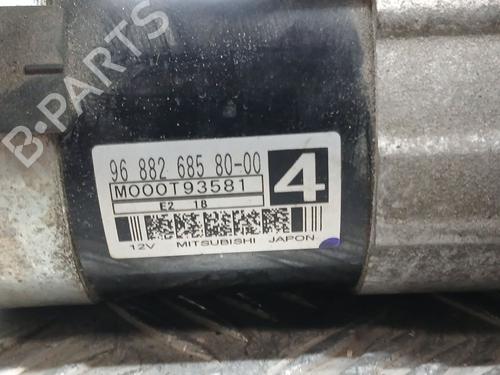 B-PARTS
96 882 685 80-00
4
M000T93581
E2 18
12V MITSUBISHI JAPON